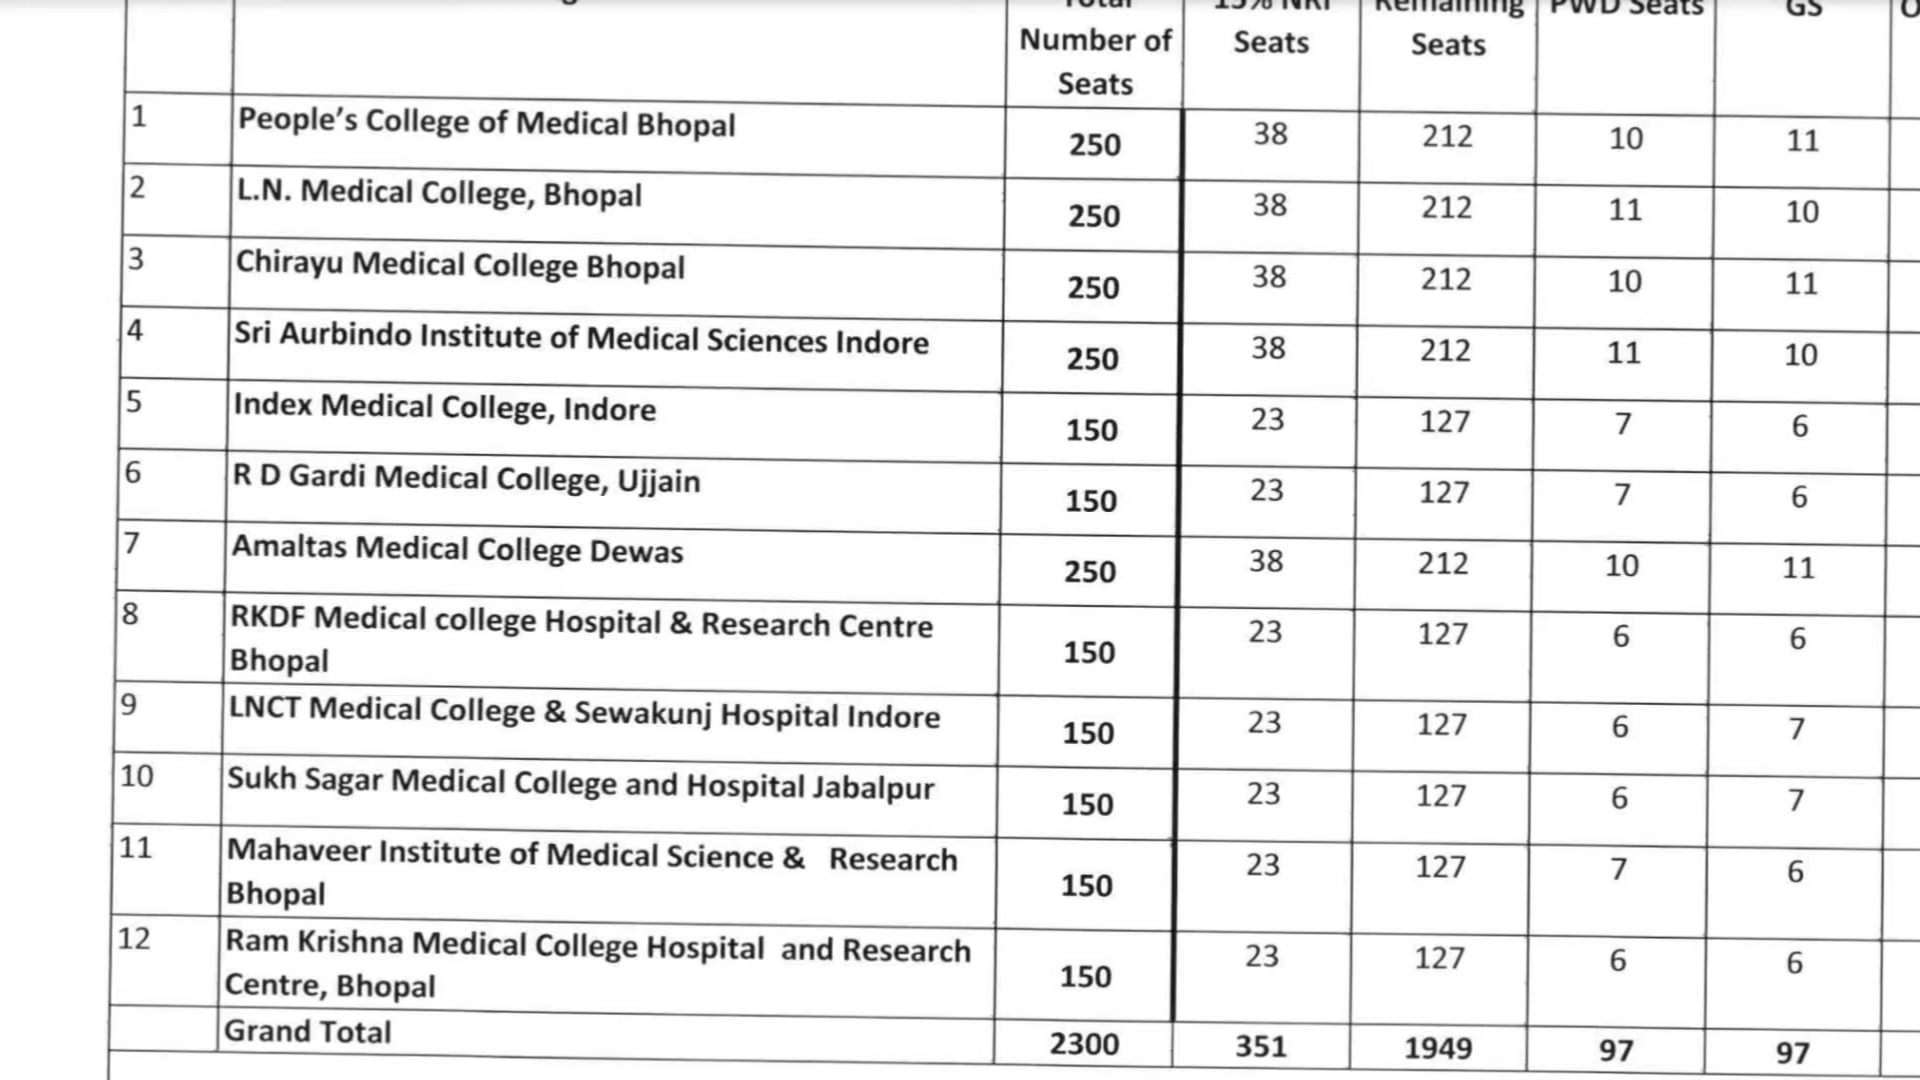 Total 15% NRI Remaining PWD Seats GS
Number of Seats Seats
Seats
1 People's College of Medical Bhopal 250 38 212 10 11
2 L.N. Medical College, Bhopal 250 38 212 11 10
3 Chirayu Medical College Bhopal 250 38 212 10 11
4 Sri Aurbindo Institute of Medical Sciences Indore 250 38 212 11 10
5 Index Medical College, Indore 150 23 127 7 6
6 R D Gardi Medical College, Ujjain 150 23 127 7 6
7 Amaltas Medical College Dewas 250 38 212 10 11
8 RKDF Medical college Hospital & Research Centre
Bhopal 150 23 127 6 6
9 LNCT Medical College & Sewakunj Hospital Indore 150 23 127 6 7
10 Sukh Sagar Medical College and Hospital Jabalpur 150 23 127 6 7
11 Mahaveer Institute of Medical Science & Research
Bhopal 150 23 127 7 6
12 Ram Krishna Medical College Hospital and Research
Centre, Bhopal 150 23 127 6 6
Grand Total 2300 351 1949 97 97